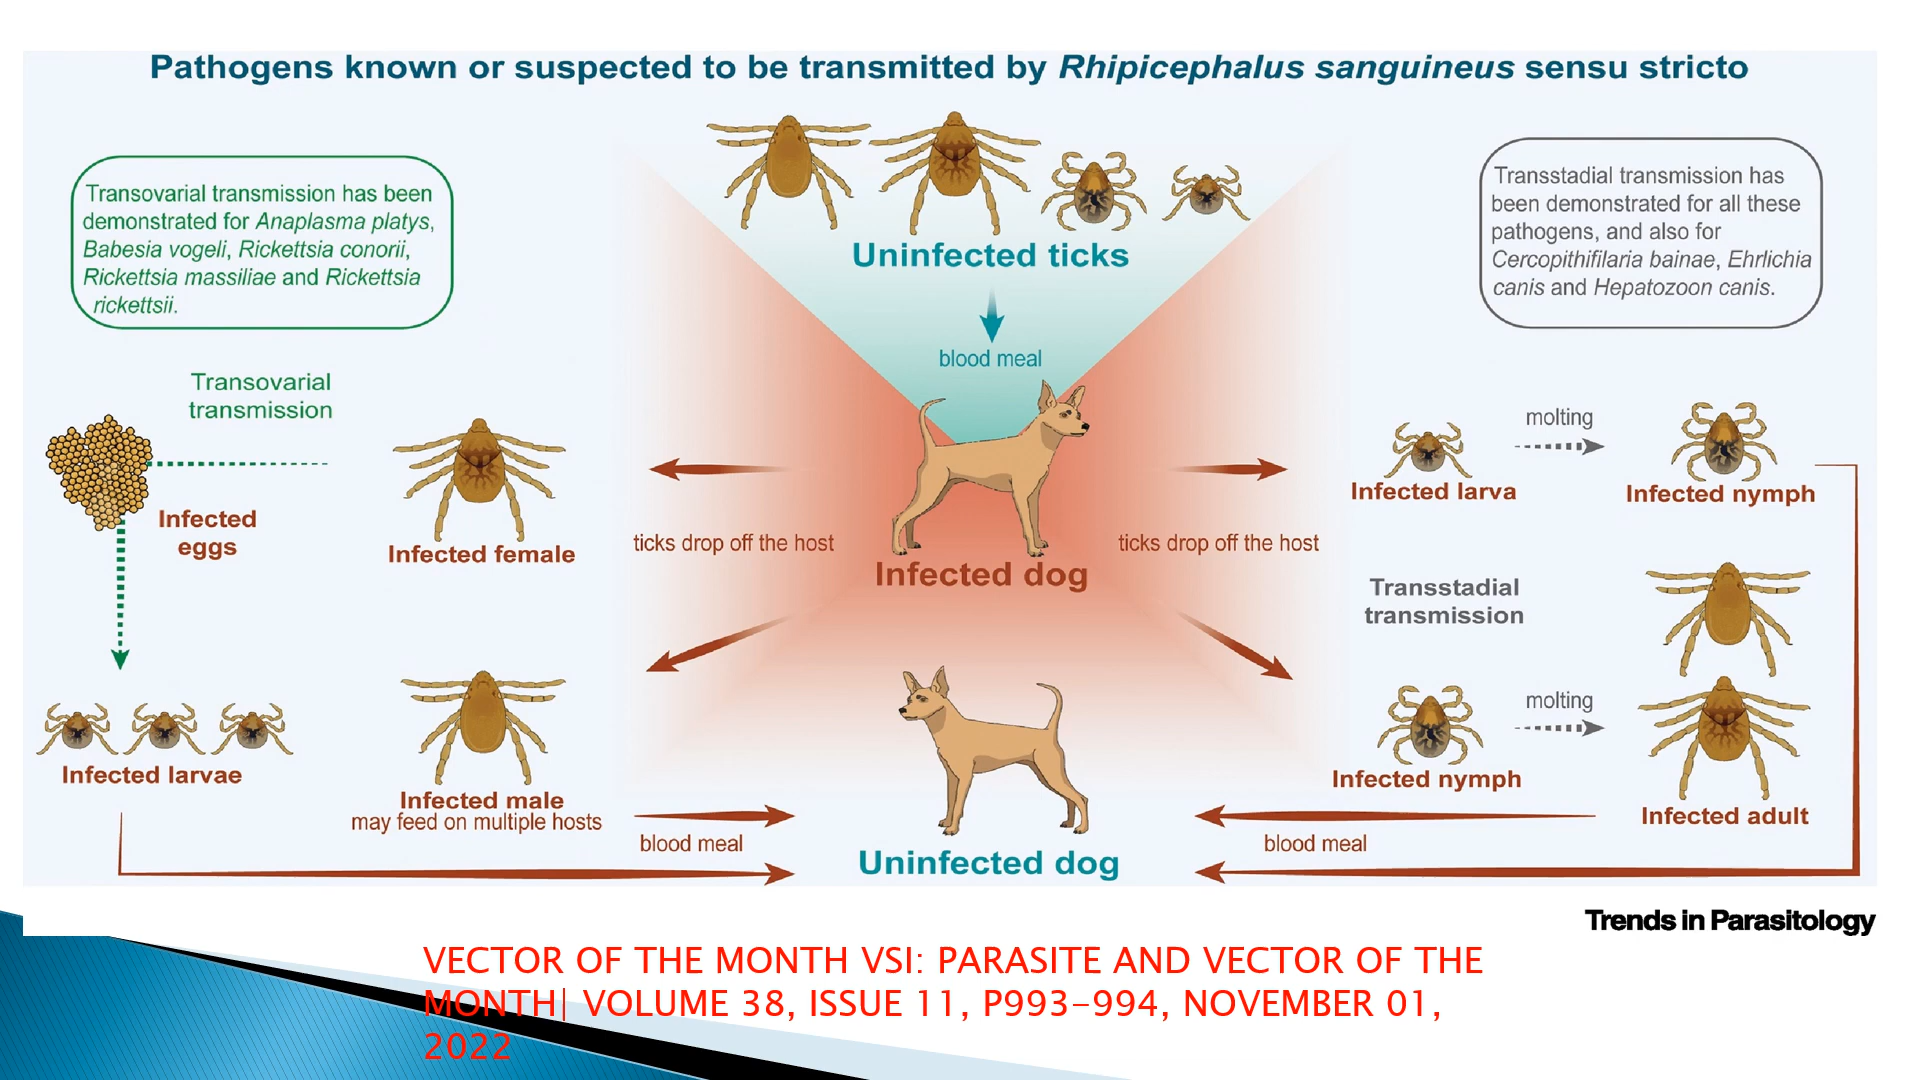 Pathogens known or suspected to be transmitted by Rhipicephalus sanguineus sensu stricto
Transovarial transmission has been
demonstrated for Anaplasma platys,
Babesia vogeli, Rickettsia conorii,
Rickettsia massiliae and Rickettsia
rickettsii.
Uninfected ticks
blood meal
Transstadial transmission has
been demonstrated for all these
pathogens, and also for
Cercopithifilaria bainae, Ehrlichia
canis and Hepatozoon canis.
Transovarial
transmission
Infected
eggs
Infected female
ticks drop off the host
Infected dog
ticks drop off the host
Infected larva
molting
Infected nymph
Transstadial
transmission
Infected larvae
Infected male
may feed on multiple hosts
blood meal
Uninfected dog
blood meal
Infected nymph
molting
Infected adult
Trends in Parasitology
VECTOR OF THE MONTH VSI: PARASITE AND VECTOR OF THE
MONTH| VOLUME 38, ISSUE 11, P993-994, NOVEMBER 01,
2022